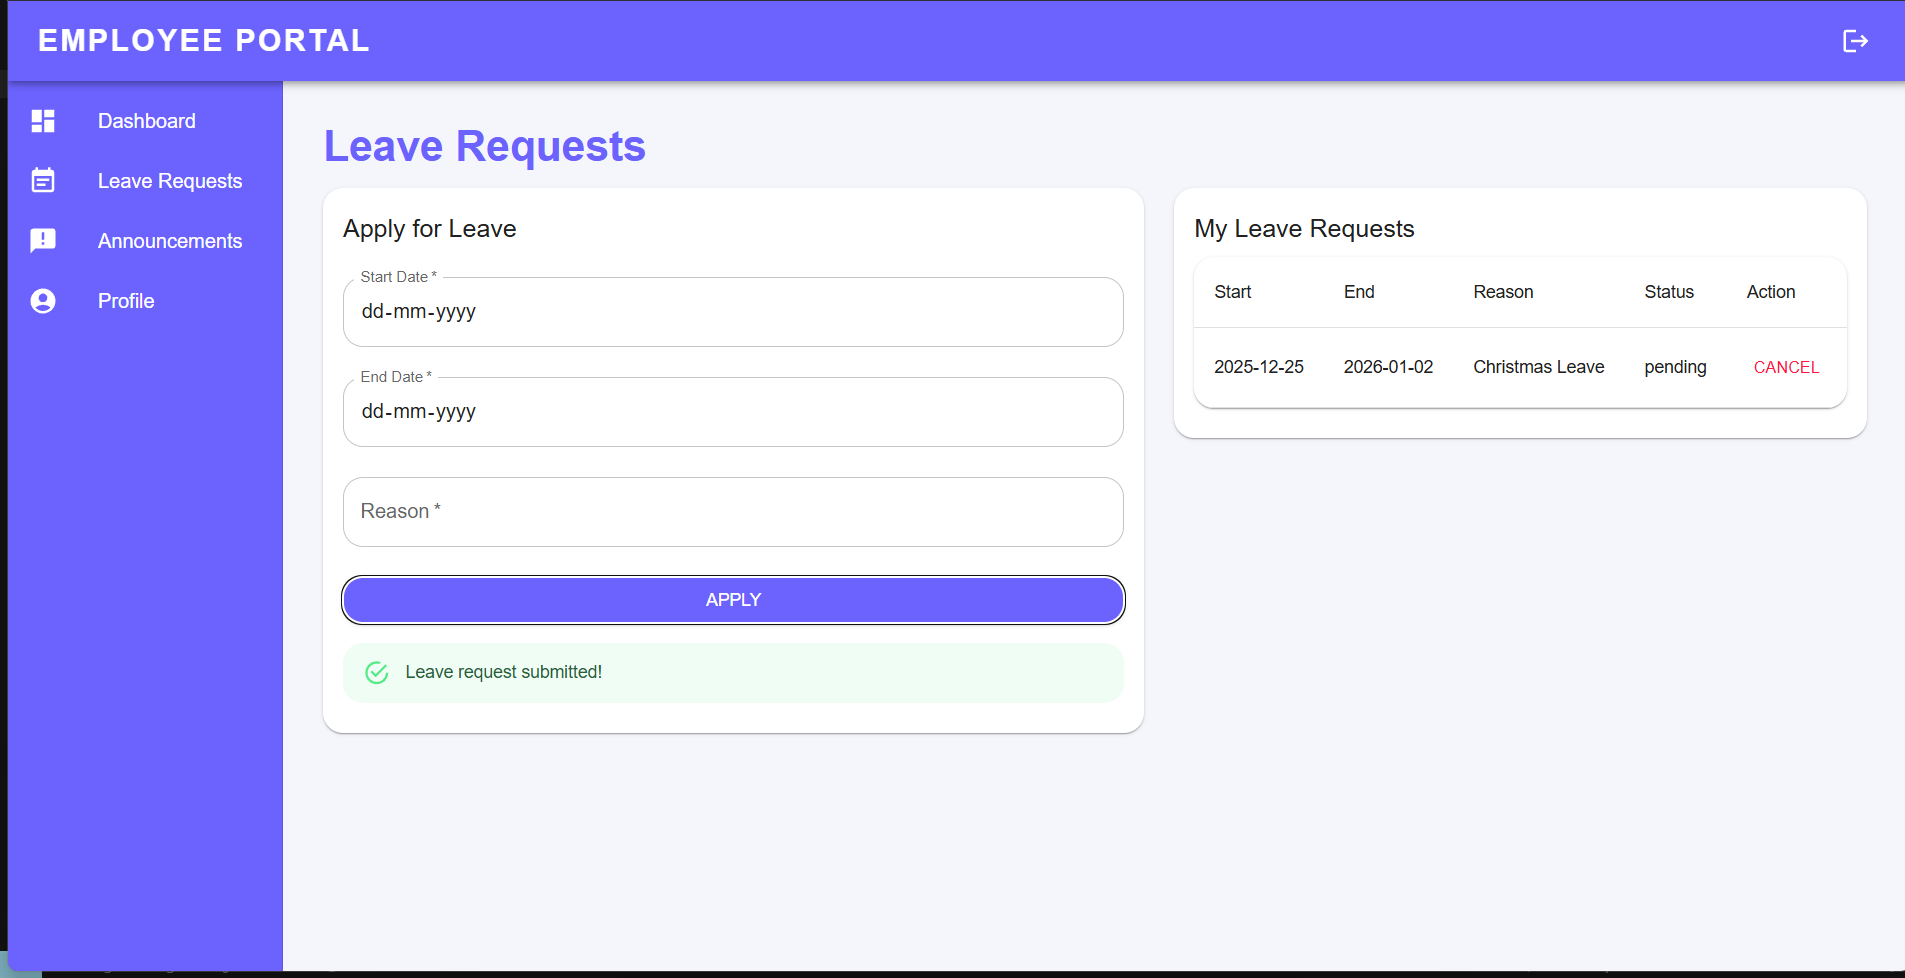 EMPLOYEE PORTAL
Dashboard
Leave Requests
Announcements
Profile
Leave Requests
Apply for Leave
Start Date *
dd-mm-yyyy
End Date *
dd-mm-yyyy
Reason *
APPLY
Leave request submitted!
My Leave Requests
Start End Reason Status Action
2025-12-25 2026-01-02 Christmas Leave pending CANCEL